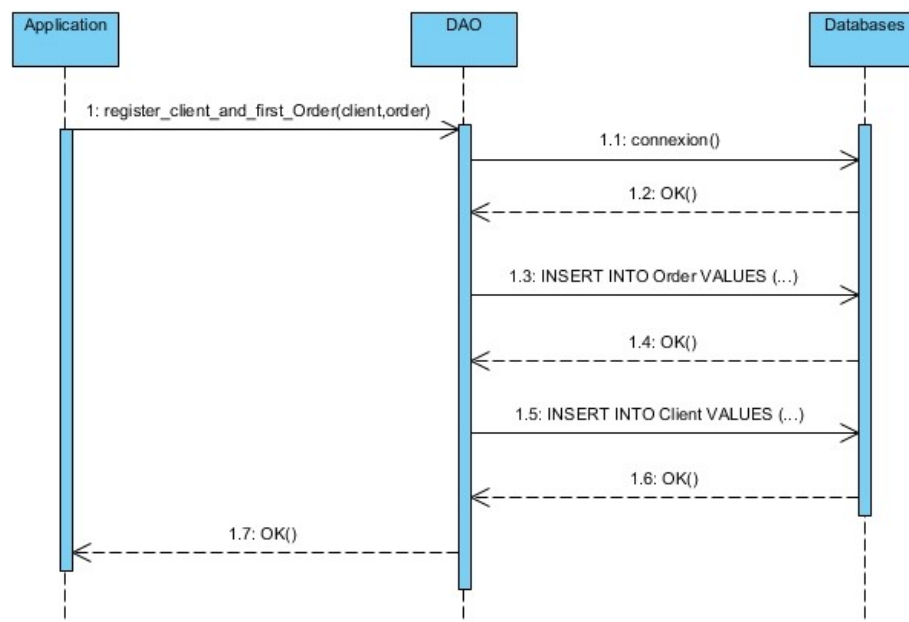 Application
DAO
Databases
1: register_client_and_first_Order(client,order)
1.1: connexion()
1.2: OK()
1.3: INSERT INTO Order VALUES (...)
1.4: OK()
1.5: INSERT INTO Client VALUES (...)
1.6: OK()
1.7: OK()